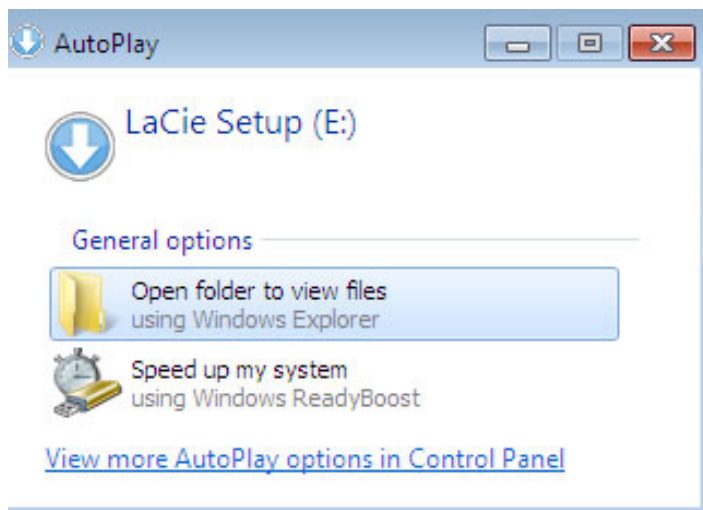 AutoPlay
LaCie Setup (E:)
General options
Open folder to view files
using Windows Explorer
Speed up my system
using Windows ReadyBoost
View more AutoPlay options in Control Panel